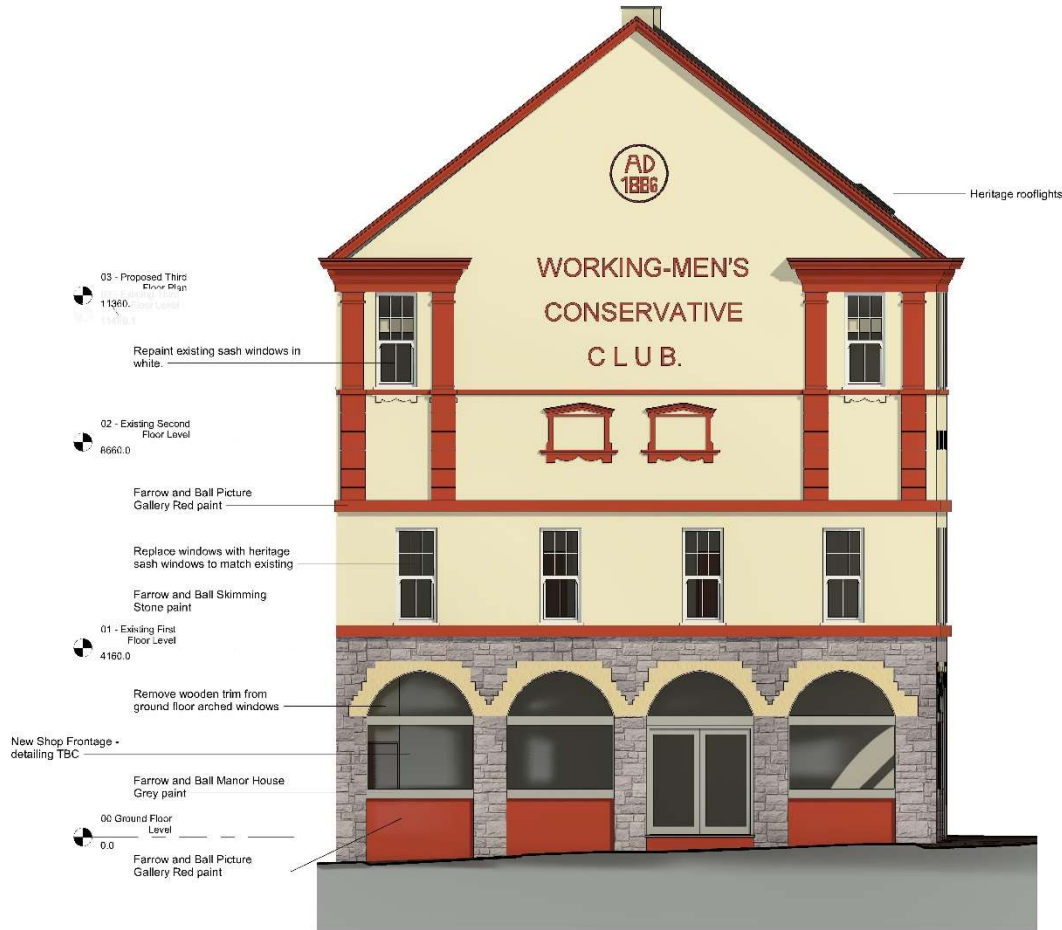 AD
1886
Heritage rooflights
WORKING-MEN'S
CONSERVATIVE
CLUB.
03 - Proposed Third
Floor Plan
11360.
Repaint existing sash windows in
white.
02 - Existing Second
Floor Level
8660.0
Farrow and Ball Picture
Gallery Red paint
Replace windows with heritage
sash windows to match existing
Farrow and Ball Skimming
Stone paint
01 - Existing First
Floor Level
4160.0
Remove wooden trim from
ground floor arched windows
New Shop Frontage -
detailing TBC
Farrow and Ball Manor House
Grey paint
00 Ground Floor
Level
0.0
Farrow and Ball Picture
Gallery Red paint